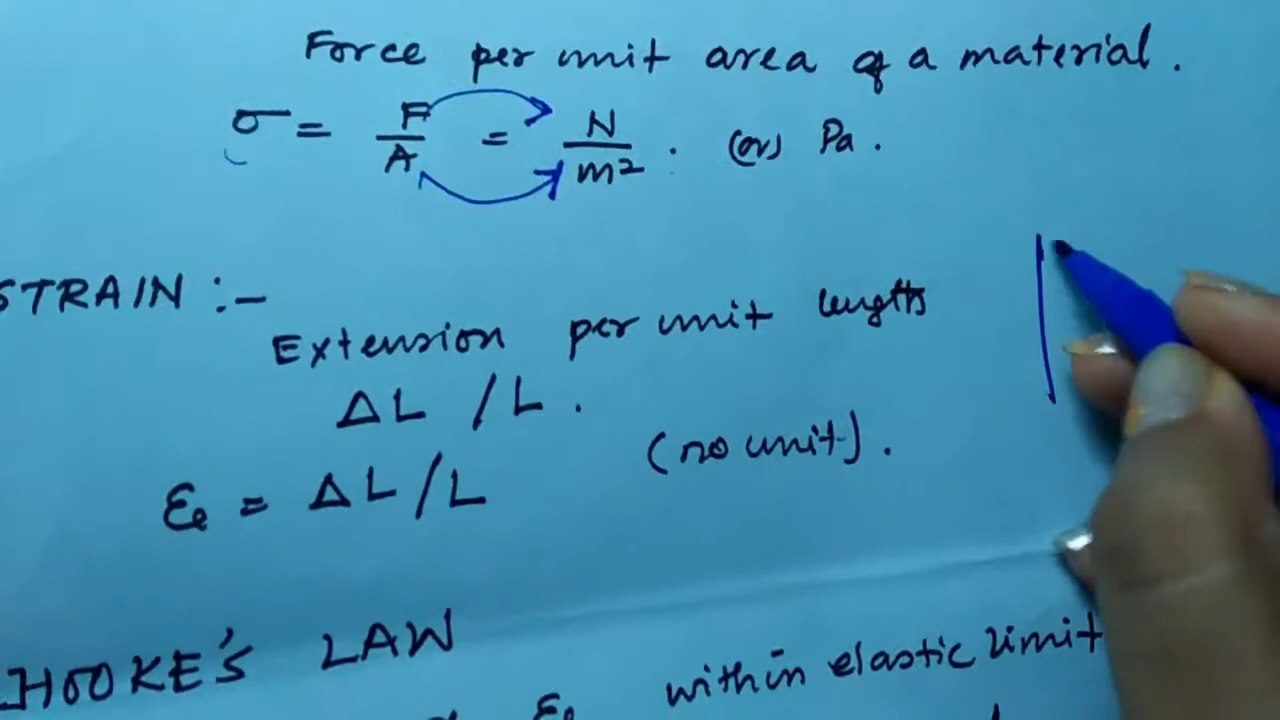 Force per unit area of a material.
σ = F/A = N/m². (or) Pa.
STRAIN :-
Extension per unit length
ΔL /L.
(no unit).
εe = ΔL/L
HOOKE'S LAW
within elastic limit